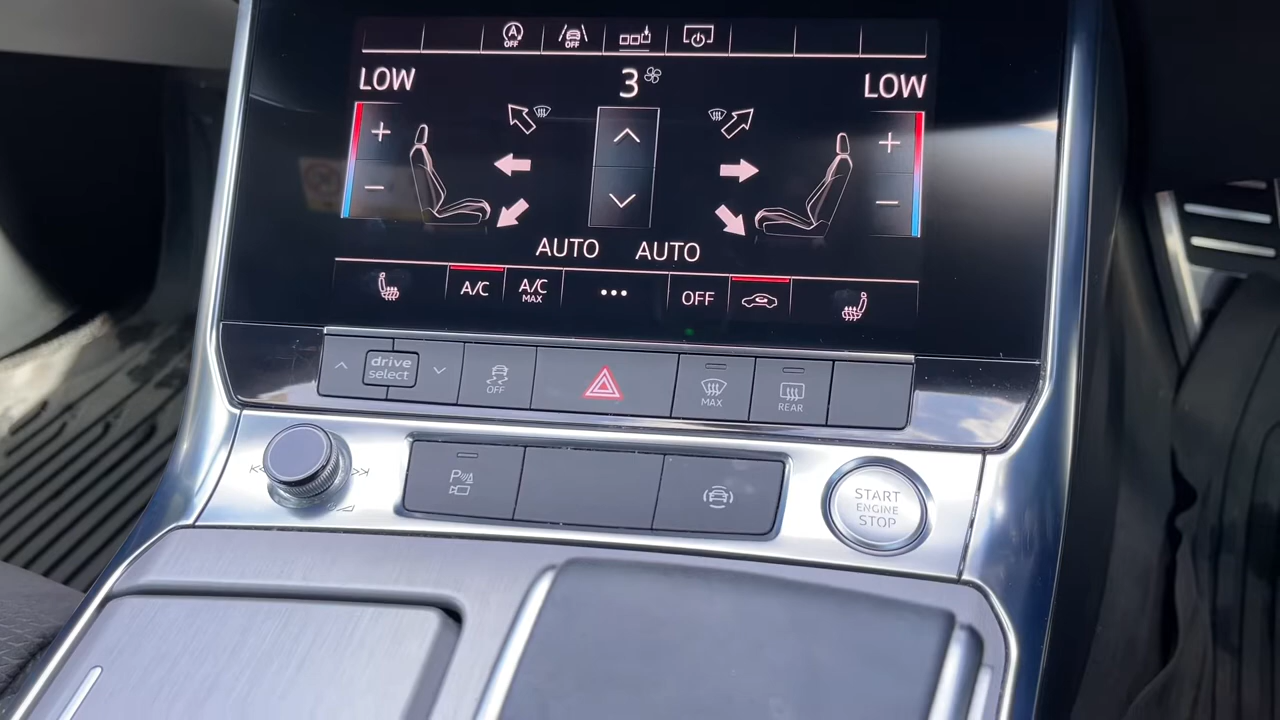 A
OFF
OFF
LOW
3
LOW
AUTO AUTO
A/C
A/C
MAX
OFF
drive
select
OFF
MAX
REAR
P
START
ENGINE
STOP